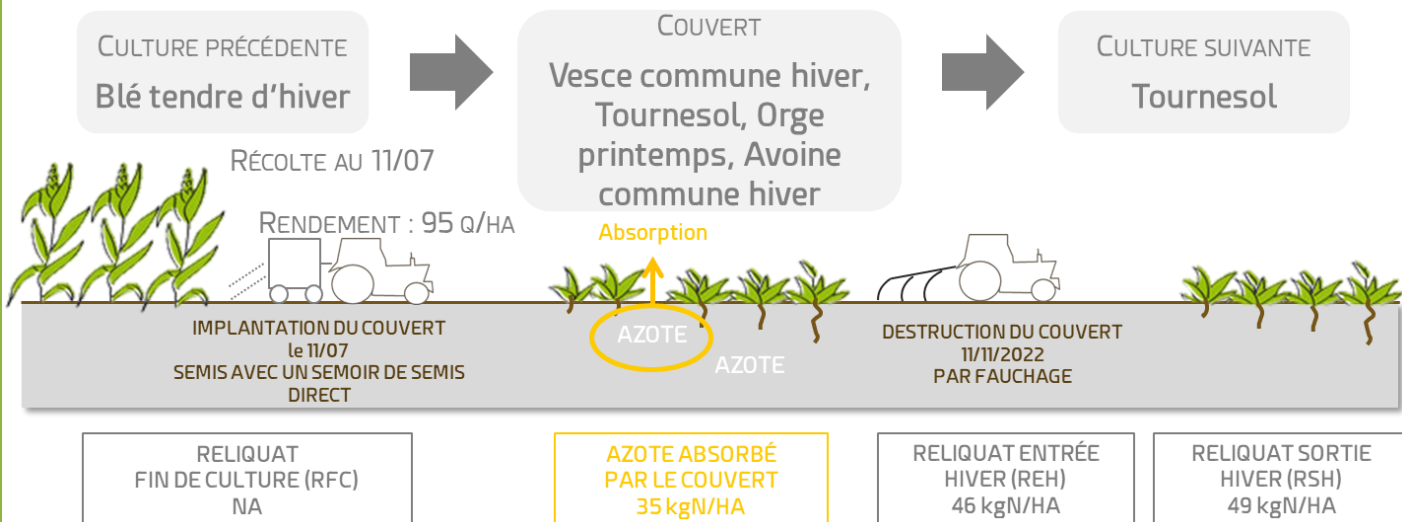 CULTURE PRÉCÉDENTE
Blé tendre d'hiver
COUVERT
Vesce commune hiver,
Tournesol, Orge
printemps, Avoine
commune hiver
CULTURE SUIVANTE
Tournesol
RÉCOLTE AU 11/07
RENDEMENT : 95 Q/HA
Absorption
IMPLANTATION DU COUVERT
le 11/07
SEMIS AVEC UN SEMOIR DE SEMIS
DIRECT
AZOTE
AZOTE
DESTRUCTION DU COUVERT
11/11/2022
PAR FAUCHAGE
RELIQUAT
FIN DE CULTURE (RFC)
NA
AZOTE ABSORBÉ
PAR LE COUVERT
35 kgN/HA
RELIQUAT ENTRÉE
HIVER (REH)
46 kgN/HA
RELIQUAT SORTIE
HIVER (RSH)
49 kgN/HA